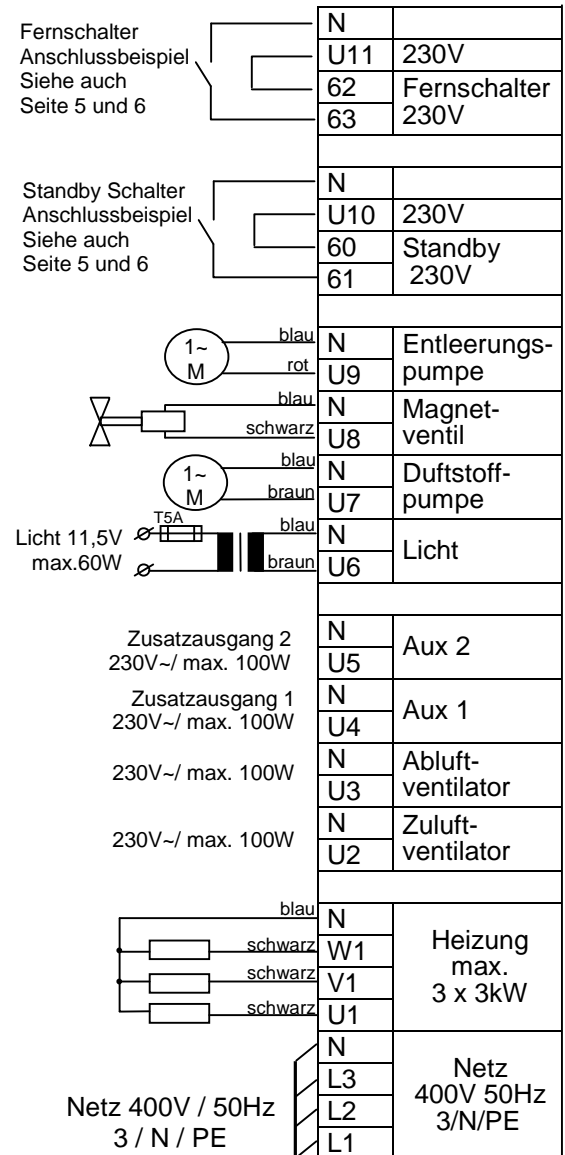 Fernschalter
Anschlussbeispiel
Siehe auch
Seite 5 und 6
N
U11 230V
62 Fernschalter
63 230V
Standby Schalter
Anschlussbeispiel
Siehe auch
Seite 5 und 6
N
U10 230V
60 Standby
61 230V
1~
M
blau N Entleerungs-
rot U9 pumpe
blau N Magnet-
schwarz U8 ventil
1~
M
blau N Duftstoff-
braun U7 pumpe
T5A
Licht 11,5V
max.60W
blau N
braun U6
Licht
Zusatzausgang 2
230V~/ max. 100W
N
U5
Aux 2
Zusatzausgang 1
230V~/ max. 100W
N
U4
Aux 1
230V~/ max. 100W
N Abluft-
U3 ventilator
230V~/ max. 100W
N Zuluft-
U2 ventilator
blau N
schwarz W1
schwarz V1
schwarz U1
Heizung
max.
3 x 3kW
Netz 400V / 50Hz
3 / N / PE
N
L3
L2
L1
Netz
400V 50Hz
3/N/PE